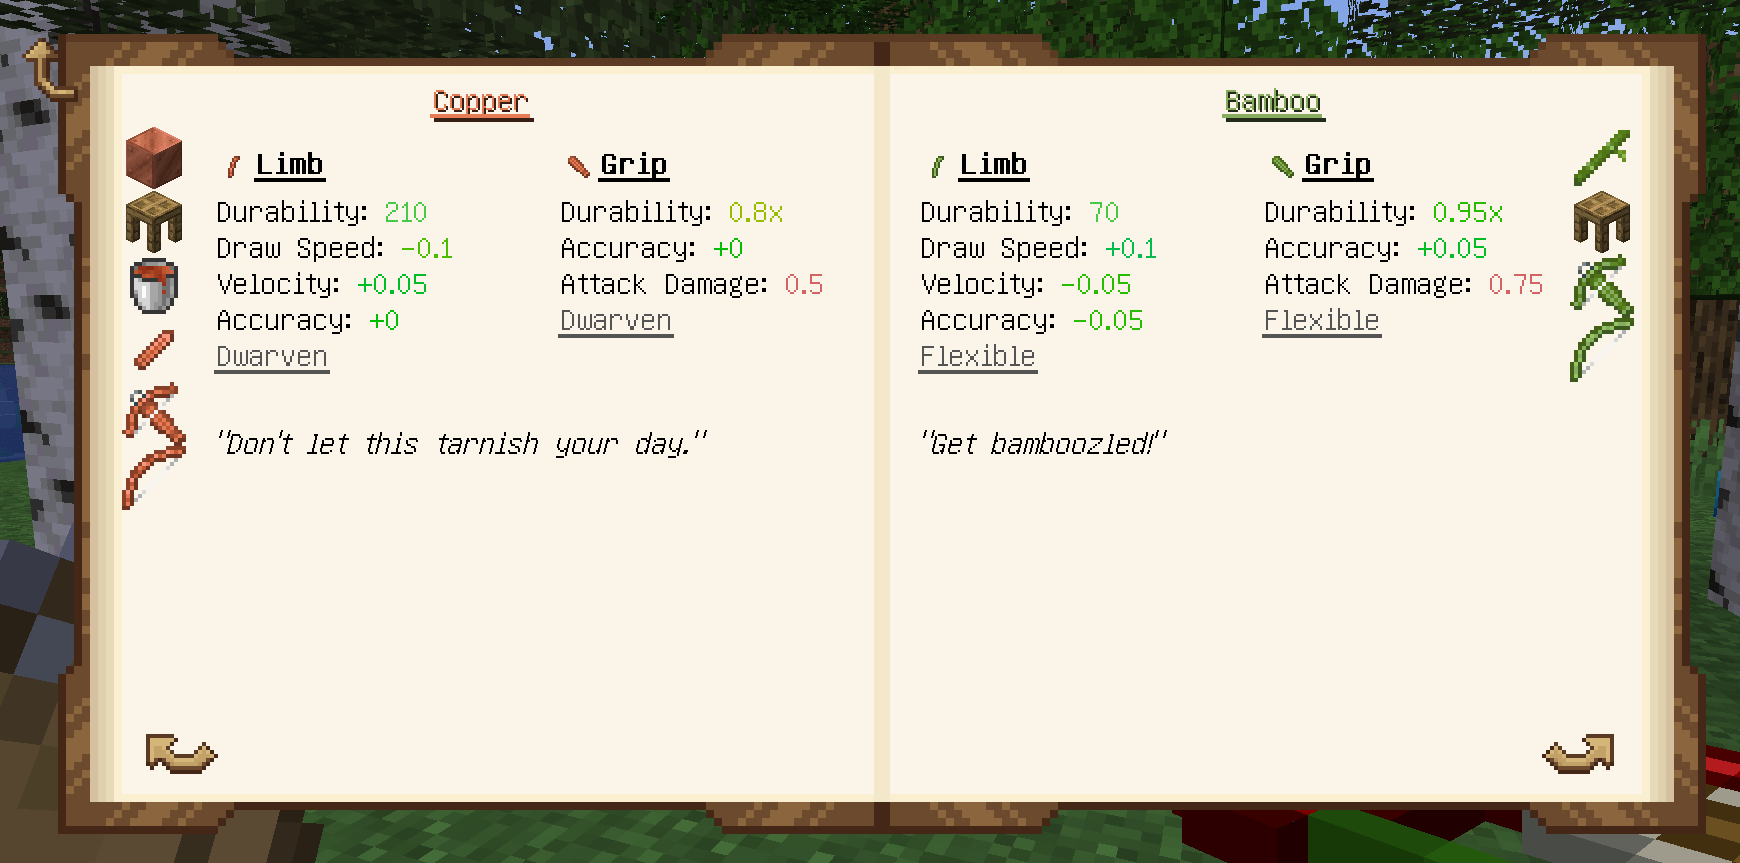 Copper
Limb
Durability: 210
Draw Speed: -0.1
Velocity: +0.05
Accuracy: +0
Dwarven
Grip
Durability: 0.8x
Accuracy: +0
Attack Damage: 0.5
Dwarven
"Don't let this tarnish your day."
Bamboo
Limb
Durability: 70
Draw Speed: +0.1
Velocity: -0.05
Accuracy: -0.05
Flexible
Grip
Durability: 0.95x
Accuracy: +0.05
Attack Damage: 0.75
Flexible
"Get bamboozled!"